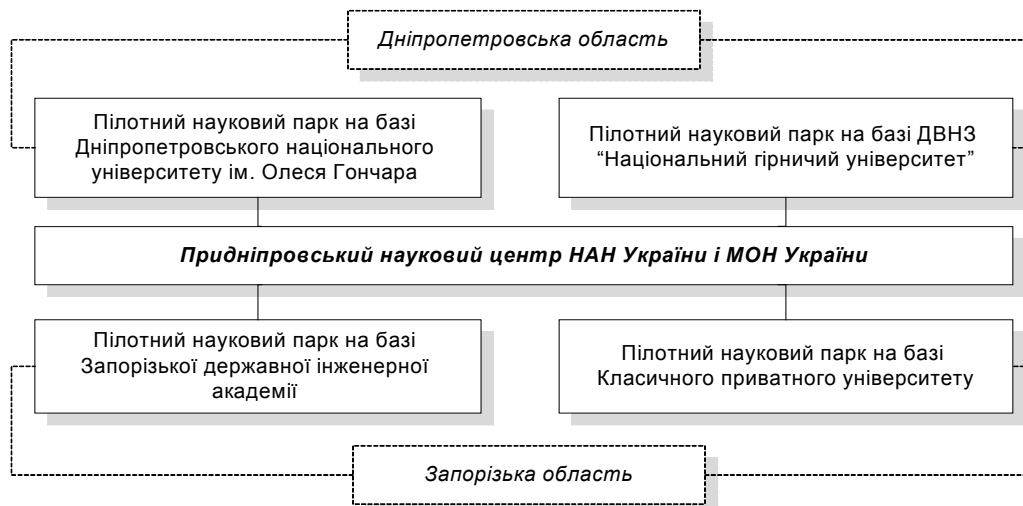 Дніпропетровська область
Пілотний науковий парк на базі
Дніпропетровського національного
університету ім. Олеся Гончара
Пілотний науковий парк на базі ДВНЗ
“Національний гірничий університет”
Придніпровський науковий центр НАН України і МОН України
Пілотний науковий парк на базі
Запорізької державної інженерної
академії
Пілотний науковий парк на базі
Класичного приватного університету
Запорізька область